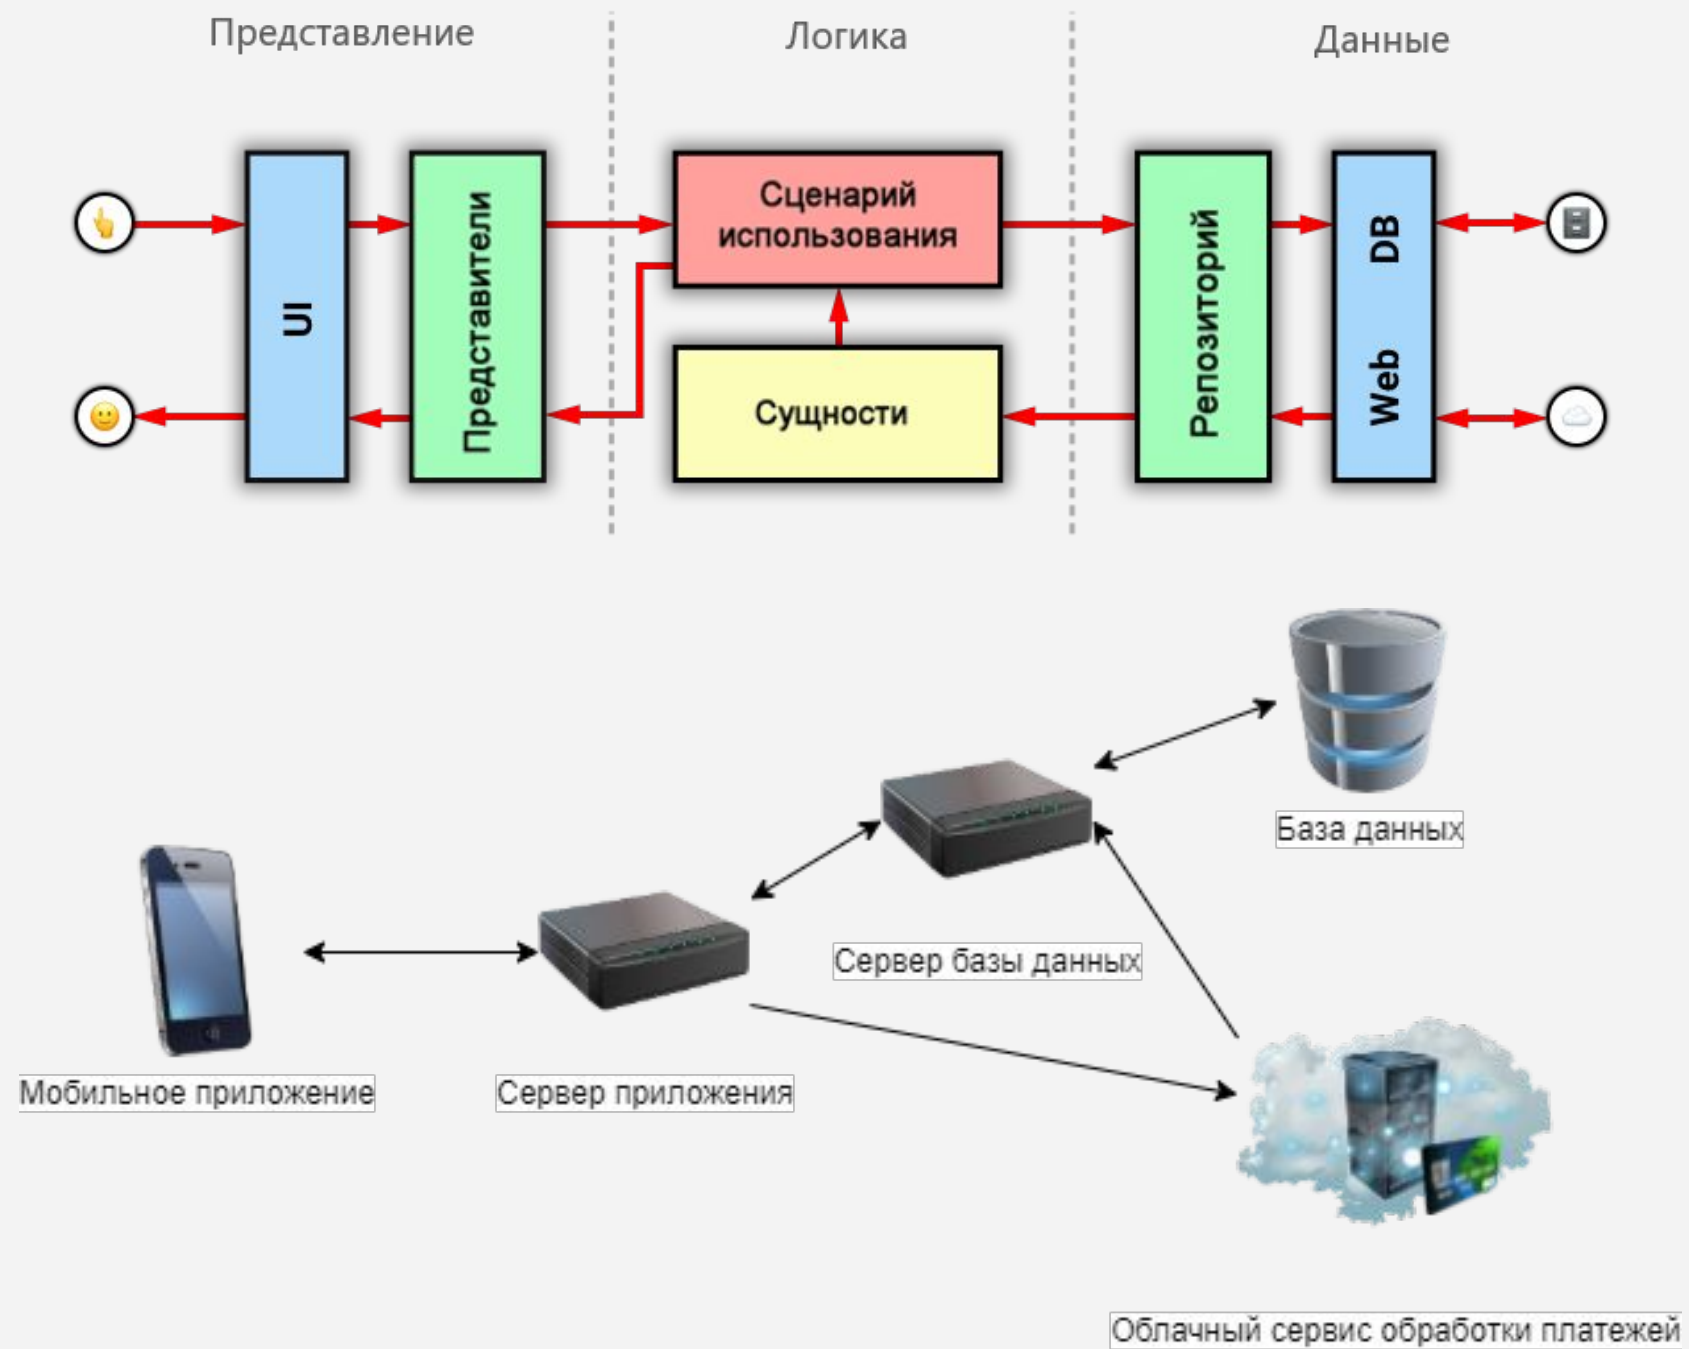 Представление
Логика
Данные
UI
Представители
Сценарий
использования
Сущности
Репозиторий
Web DB
База данных
Сервер базы данных
Мобильное приложение
Сервер приложения
Облачный сервис обработки платежей